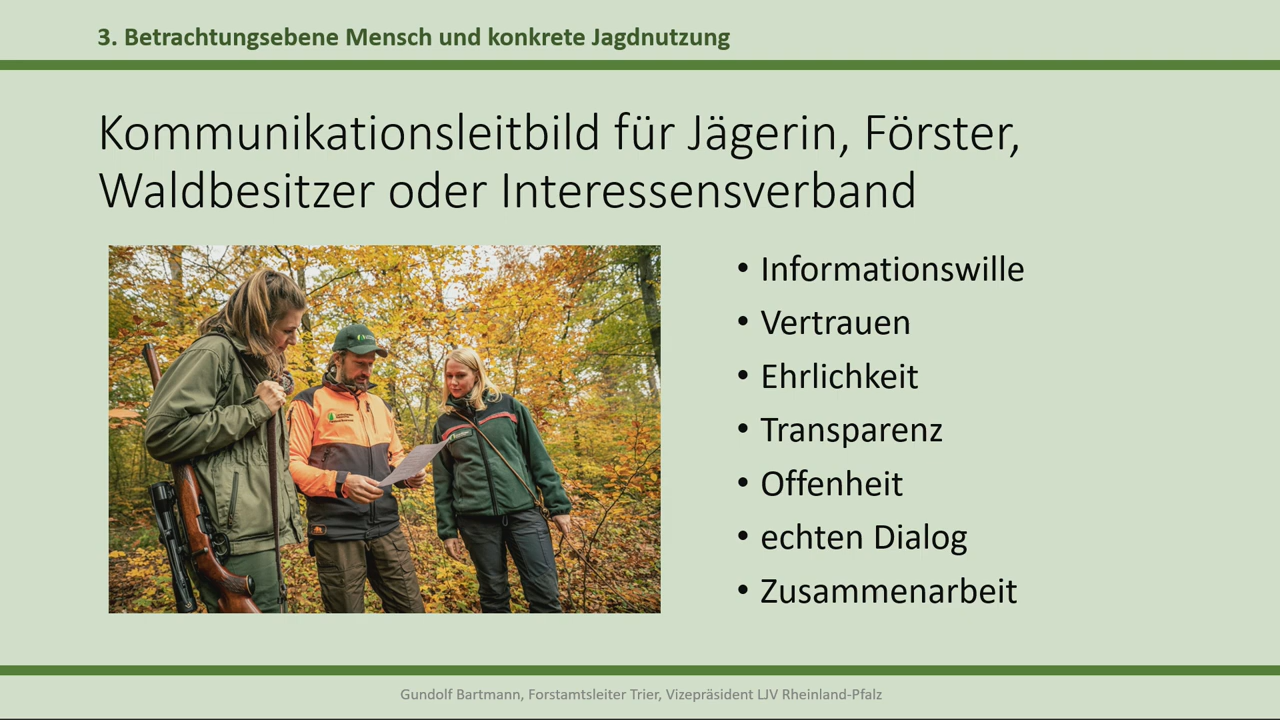 3. Betrachtungsebene Mensch und konkrete Jagdnutzung
Kommunikationsleitbild für Jägerin, Förster,
Waldbesitzer oder Interessensverband
• Informationswille
• Vertrauen
• Ehrlichkeit
• Transparenz
• Offenheit
• echten Dialog
• Zusammenarbeit
Gundolf Bartmann, Forstamtsleiter Trier, Vizepräsident LJV Rheinland-Pfalz